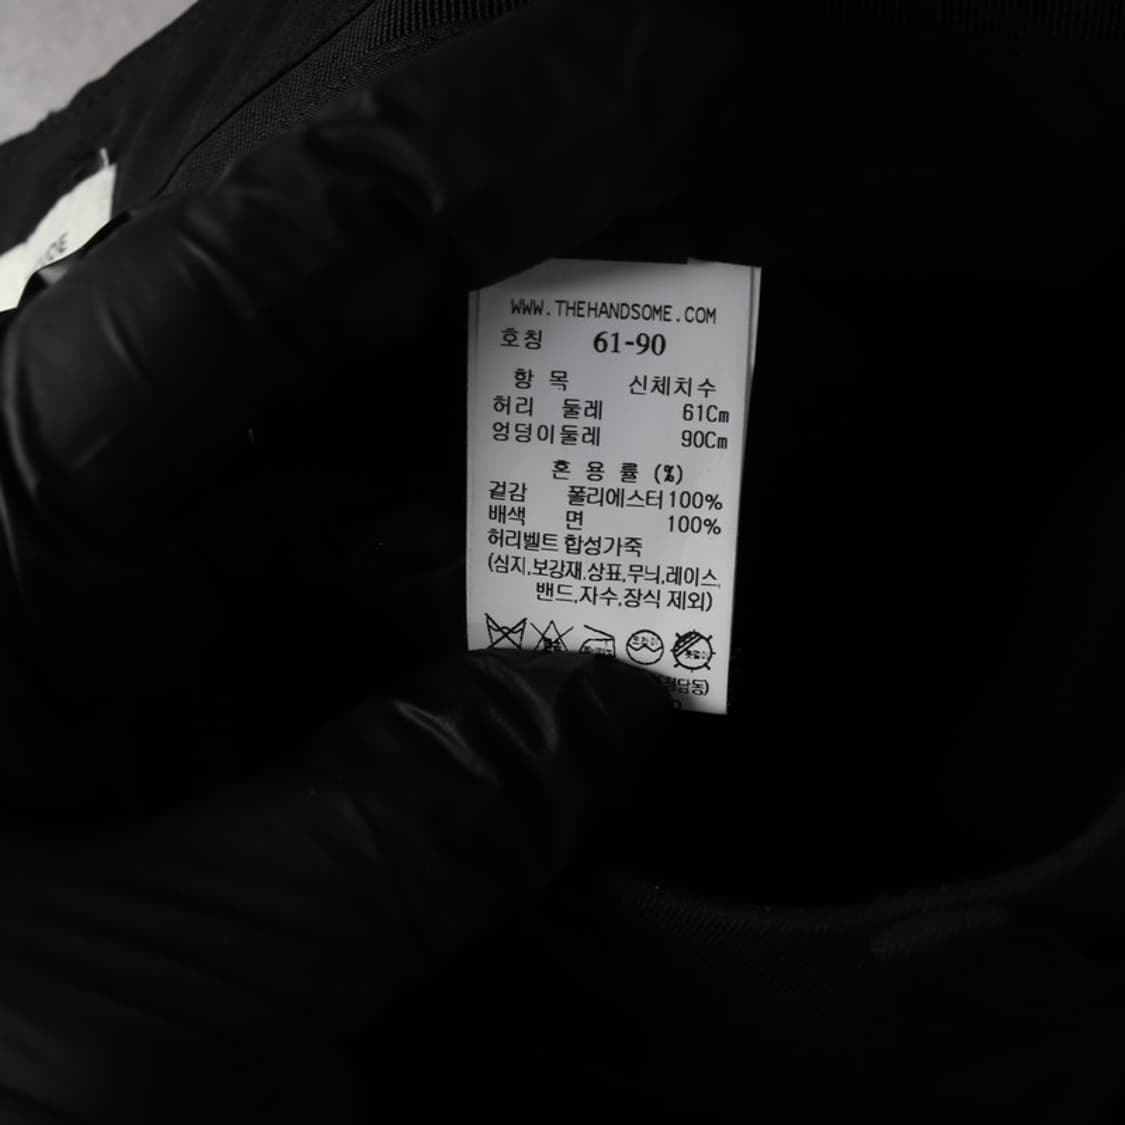 WWW.THEHANDSOME.COM
호칭 61-90
항 목 신체치수
허리 둘레 61Cm
엉덩이둘레 90Cm
혼 용 률 (%)
겉감 폴리에스터 100%
배색 면 100%
허리벨트 합성가죽
(심지,보강재,상표,무늬,레이스,
밴드,자수,장식 제외)
드라이